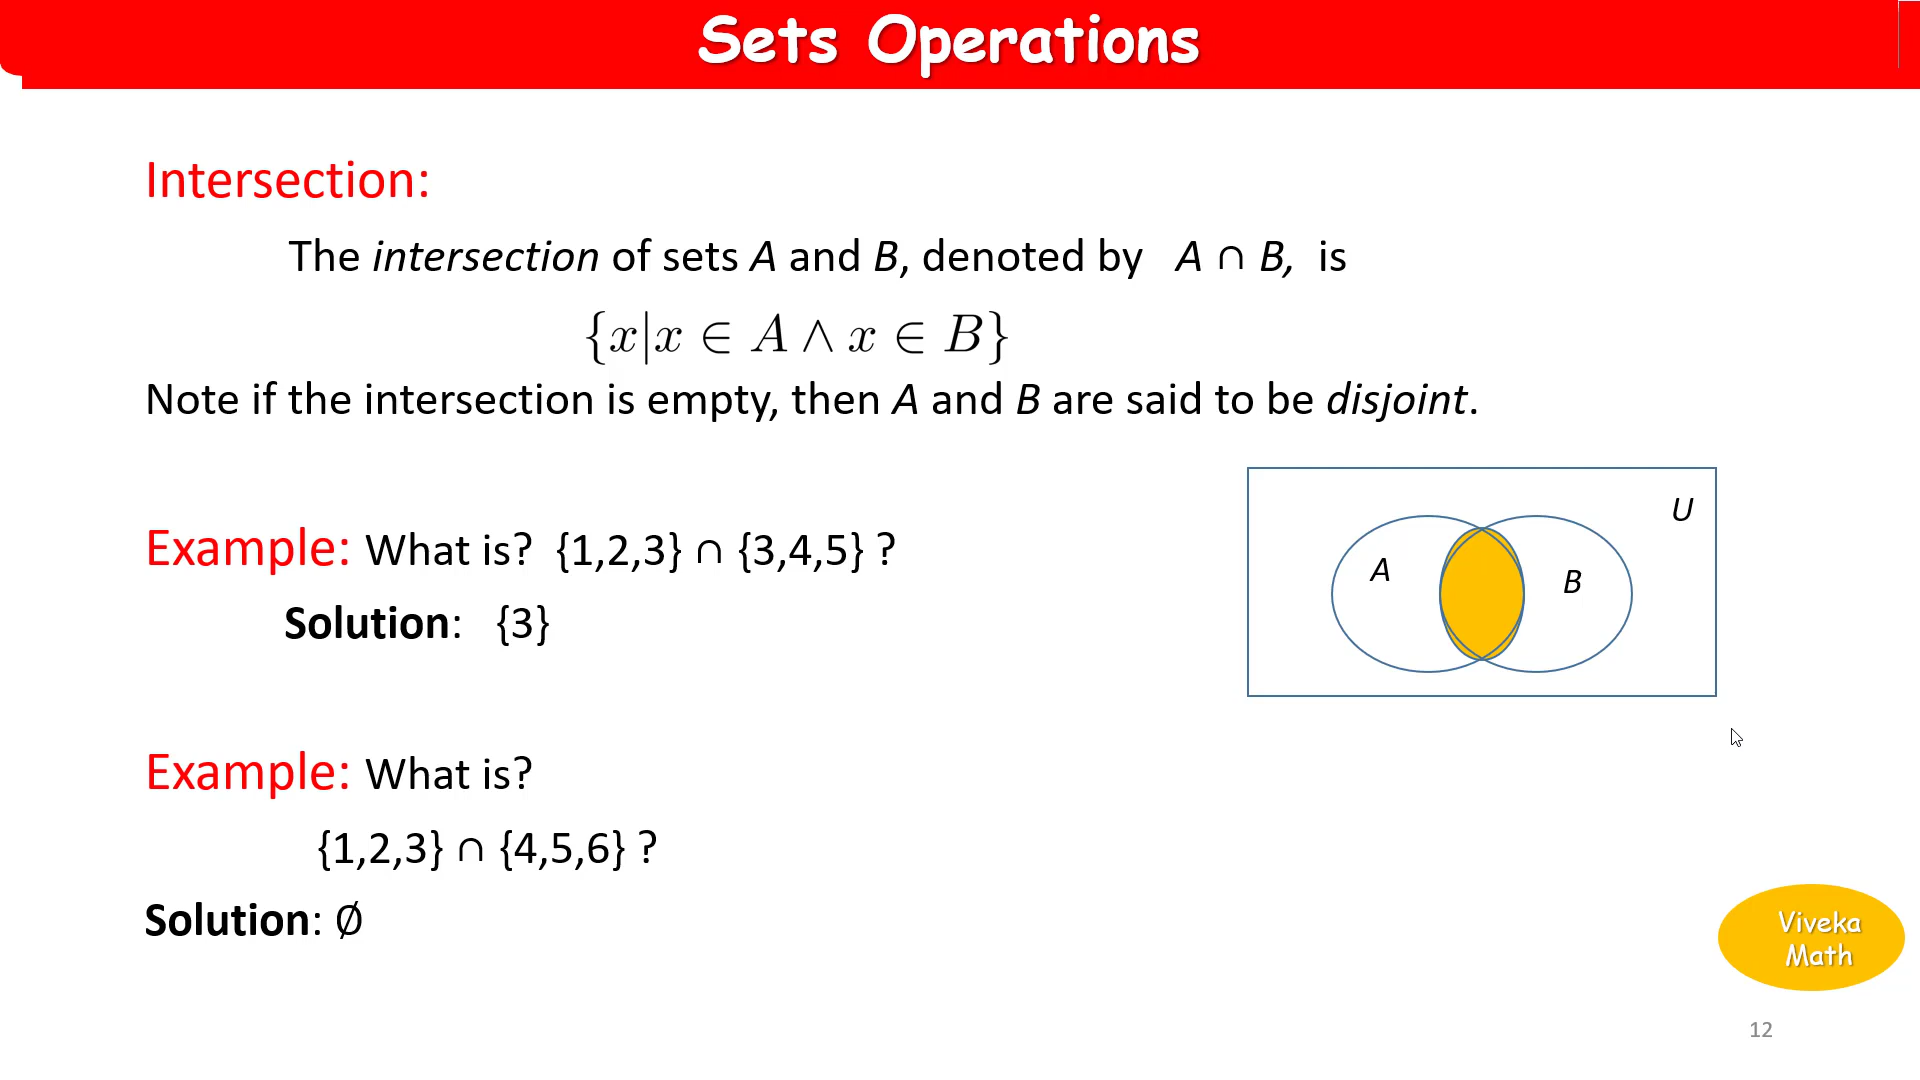 Sets Operations
Intersection:
The intersection of sets A and B, denoted by A ∩ B, is
{x|x ∈ A ∧ x ∈ B}
Note if the intersection is empty, then A and B are said to be disjoint.
U
A
B
Example: What is? {1,2,3} ∩ {3,4,5} ?
Solution: {3}
Example: What is?
{1,2,3} ∩ {4,5,6} ?
Solution: ∅
Viveka
Math
12